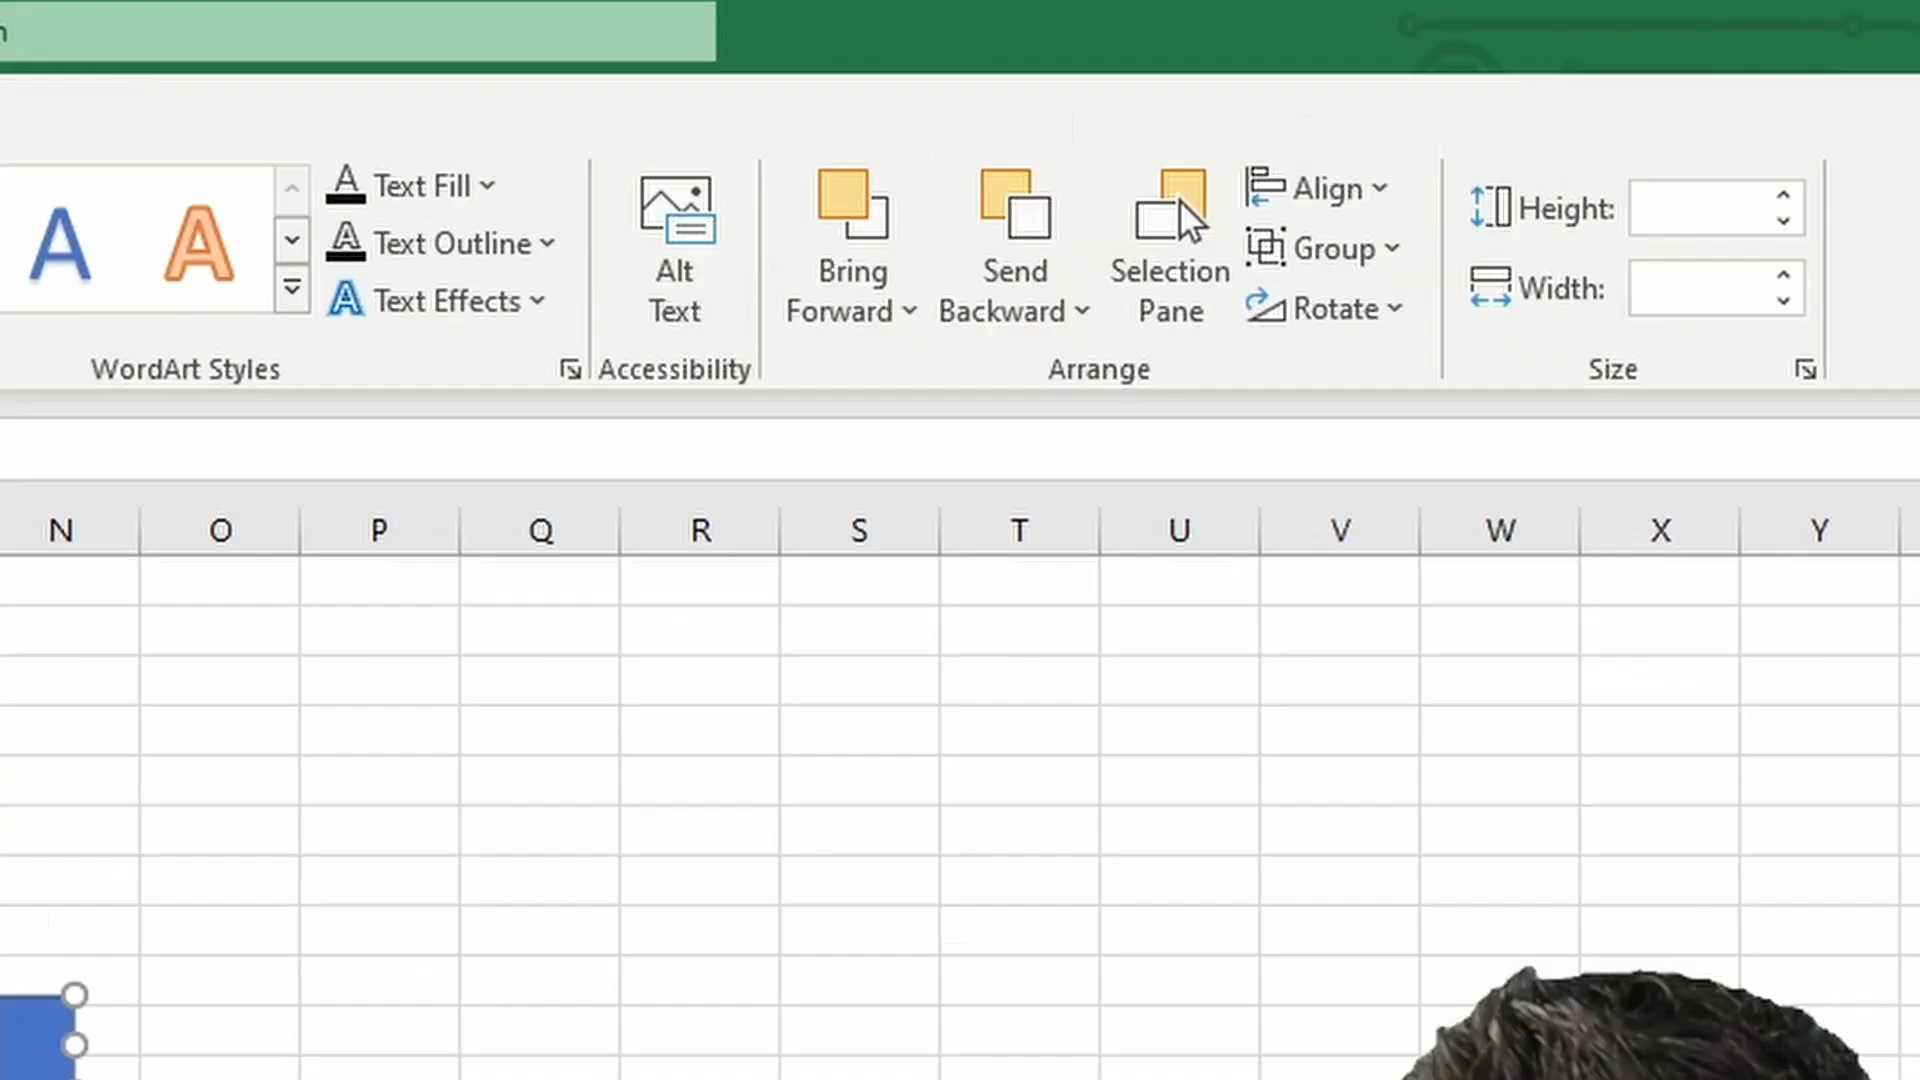 n
A A
Text Fill
Text Outline
Text Effects
WordArt Styles
Alt
Text
Accessibility
Bring
Forward
Send
Backward
Selection
Pane
Align
Group
Rotate
Arrange
Height:
Width:
Size
N O P Q R S T U V W X Y